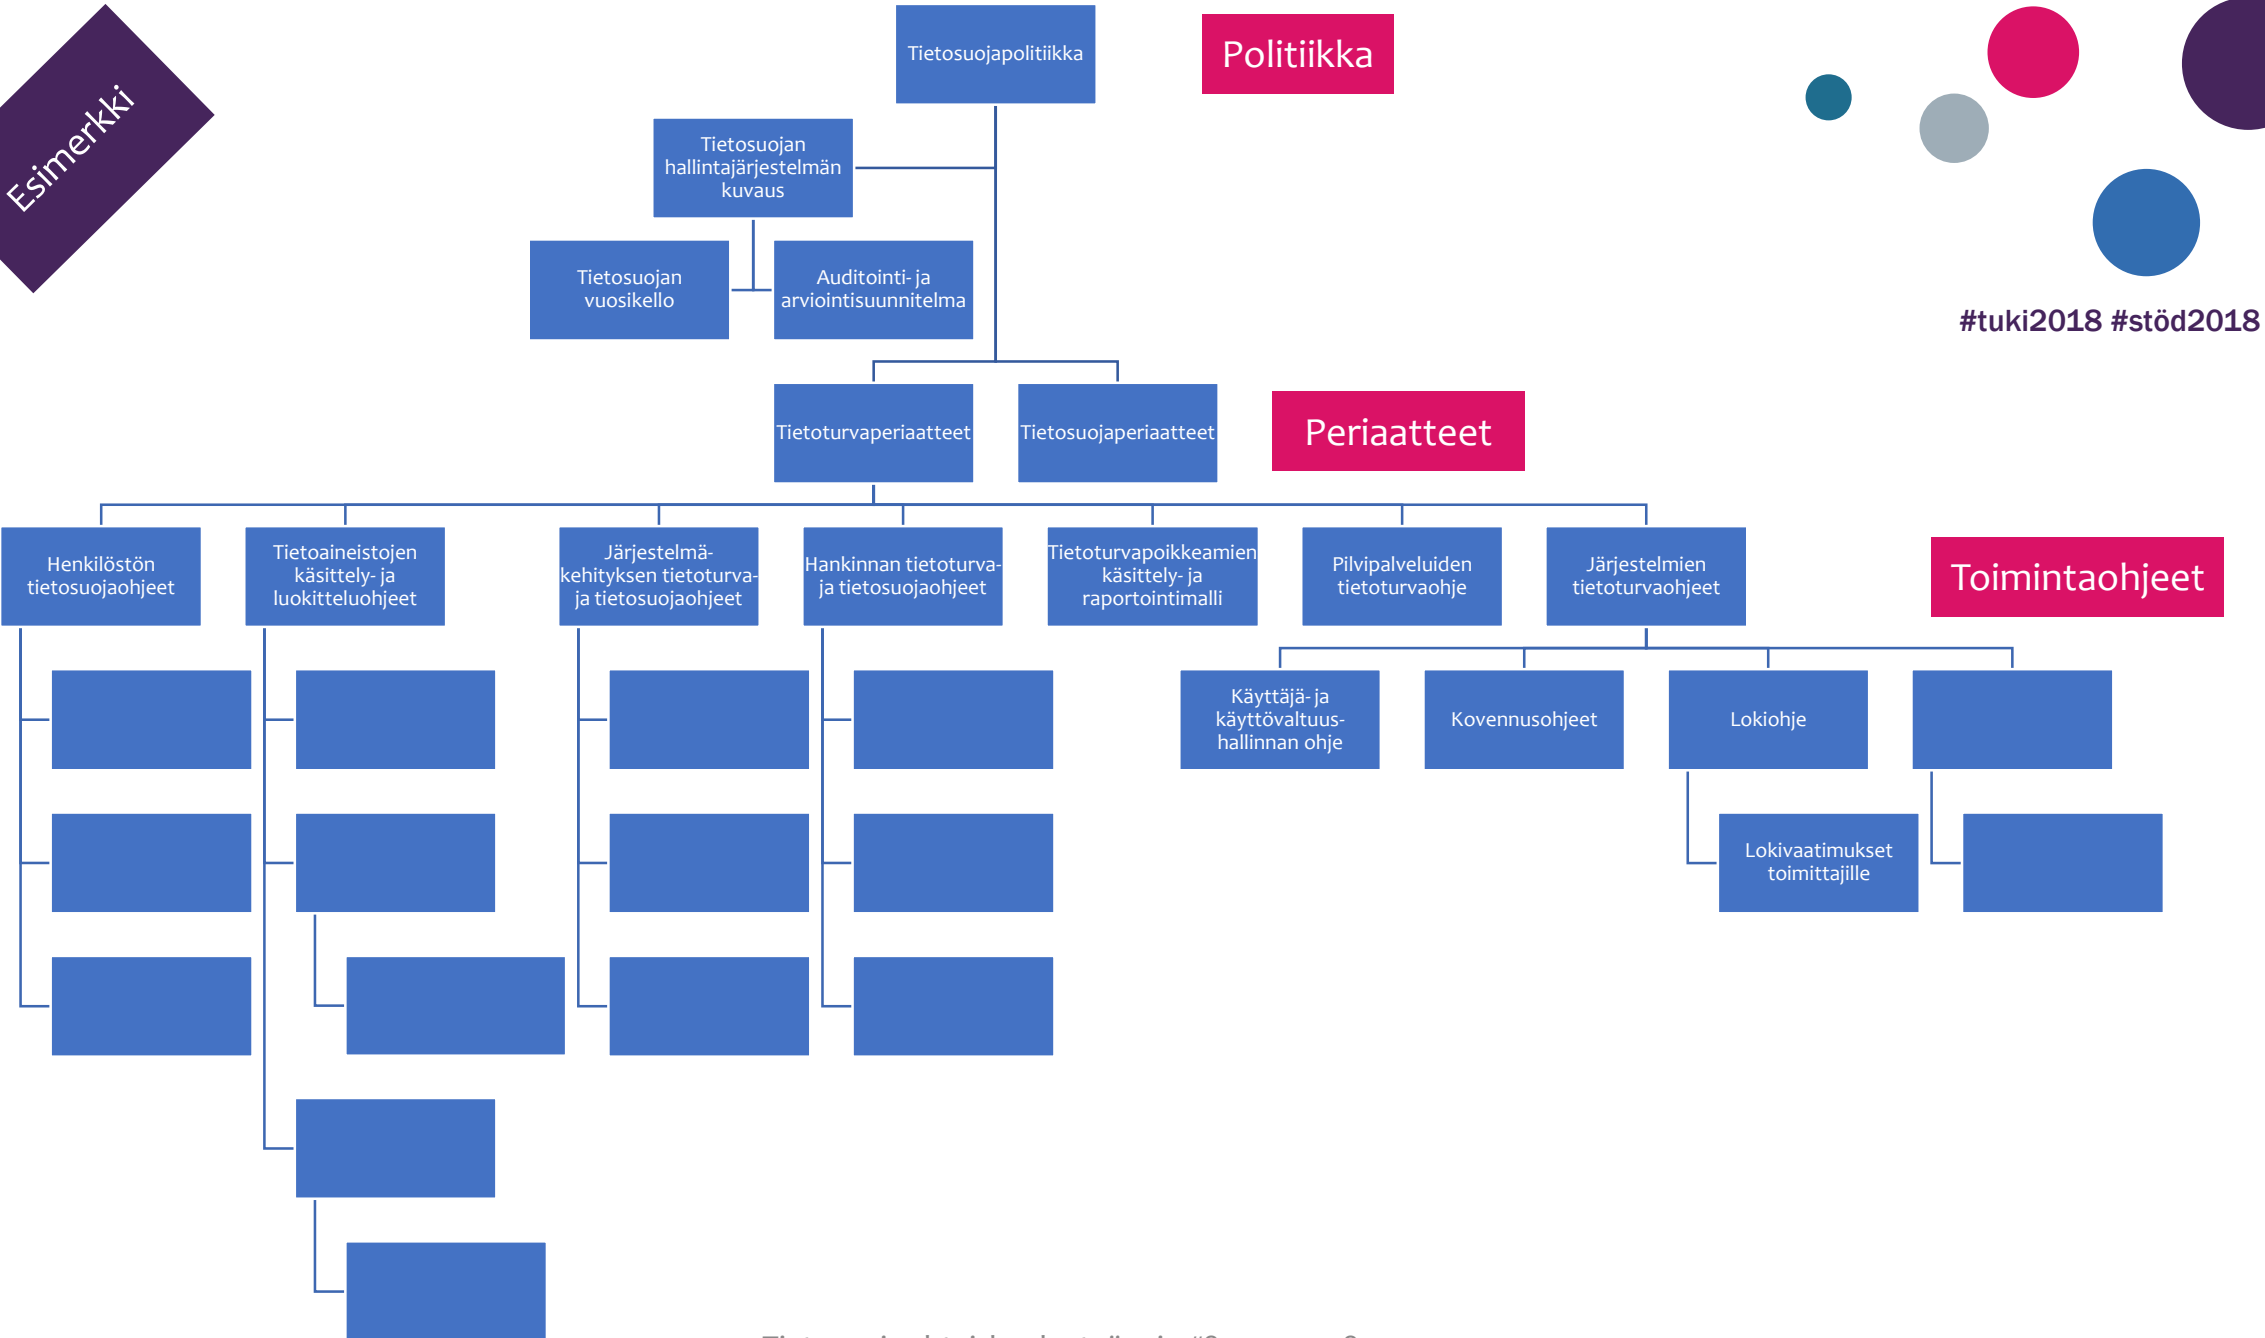 Esimerkki
Tietosuojapolitiikka
Politiikka
Tietosuojan
hallintajärjestelmän
kuvaus
Tietosuojan
vuosikello
Auditointi- ja
arviointisuunnitelma
#tuki2018 #stöd2018
Tietoturvaperiaatteet
Tietosuojaperiaatteet
Periaatteet
Henkilöstön
tietosuojaohjeet
Tietoaineistojen
käsittely- ja
luokitteluohjeet
Järjestelmä-
kehityksen tietoturva-
ja tietosuojaohjeet
Hankinnan tietoturva-
ja tietosuojaohjeet
Tietoturvapoikkeamien
käsittely- ja
raportointimalli
Pilvipalveluiden
tietoturvaohje
Järjestelmien
tietoturvaohjeet
Toimintaohjeet
Käyttäjä- ja
käyttövaltuus-
hallinnan ohje
Kovennusohjeet
Lokiohje
Lokivaatimukset
toimittajille